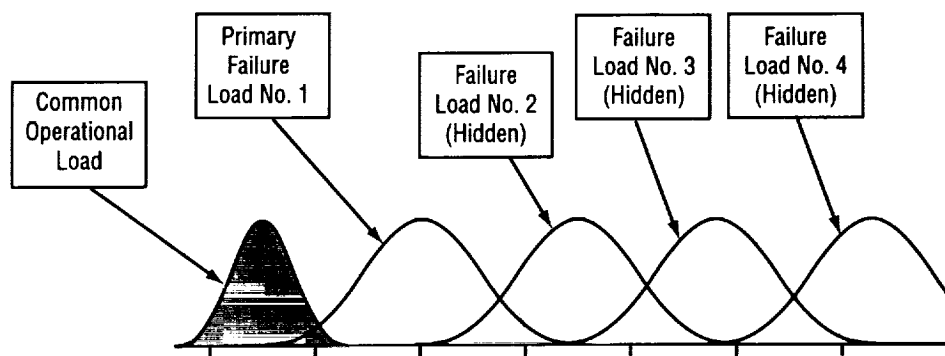 Common
Operational
Load
Primary
Failure
Load No. 1
Failure
Load No. 2
(Hidden)
Failure
Load No. 3
(Hidden)
Failure
Load No. 4
(Hidden)